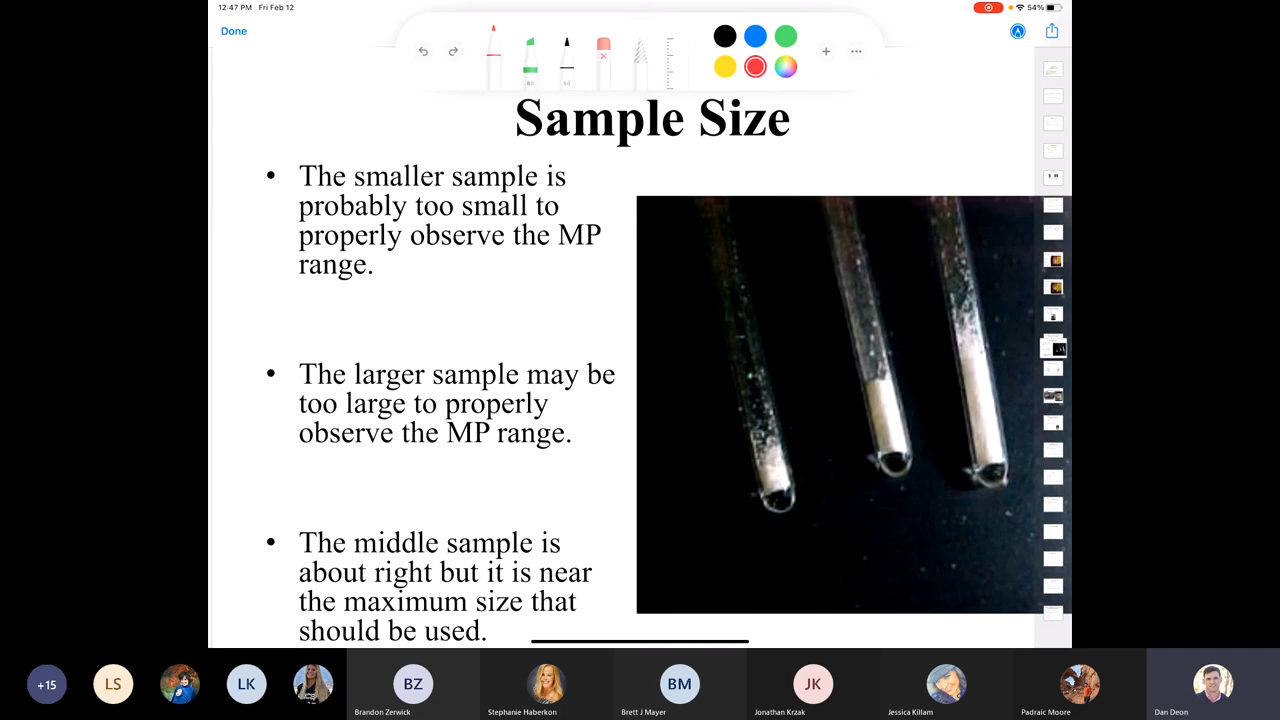 12:47 PM Fri Feb 12
54%
Done
Sample Size
• The smaller sample is
probably too small to
properly observe the MP
range.
• The larger sample may be
too large to properly
observe the MP range.
• The middle sample is
about right but it is near
the maximum size that
should be used.
+15
LS
LK
BZ
BM
JK
Brandon Zerwick
Stephanie Haberkon
Brett J Mayer
Jonathan Krzak
Jessica Killam
Padraic Moore
Dan Deon